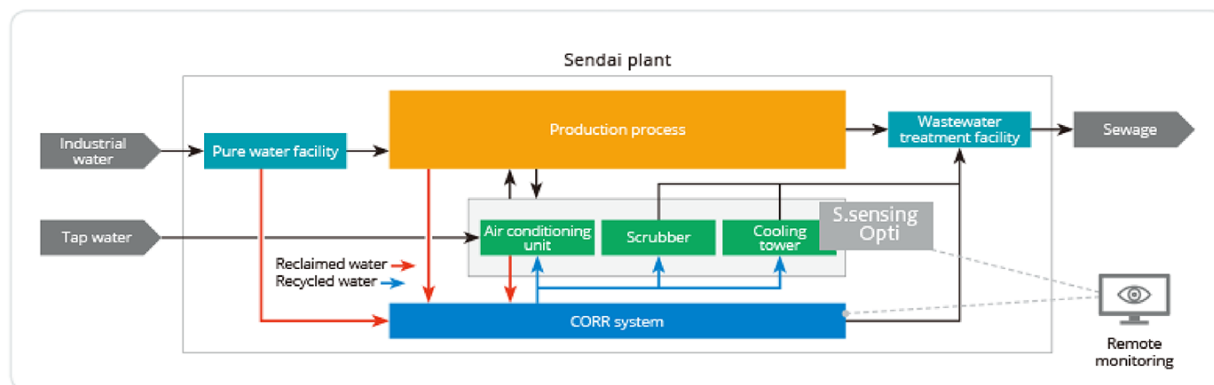 Sendai plant
Industrial
water
Pure water facility
Production process
Wastewater
treatment facility
Sewage
Tap water
Air conditioning
unit
Scrubber
Cooling
tower
S.sensing
Opti
Reclaimed water
Recycled water
CORR system
Remote
monitoring